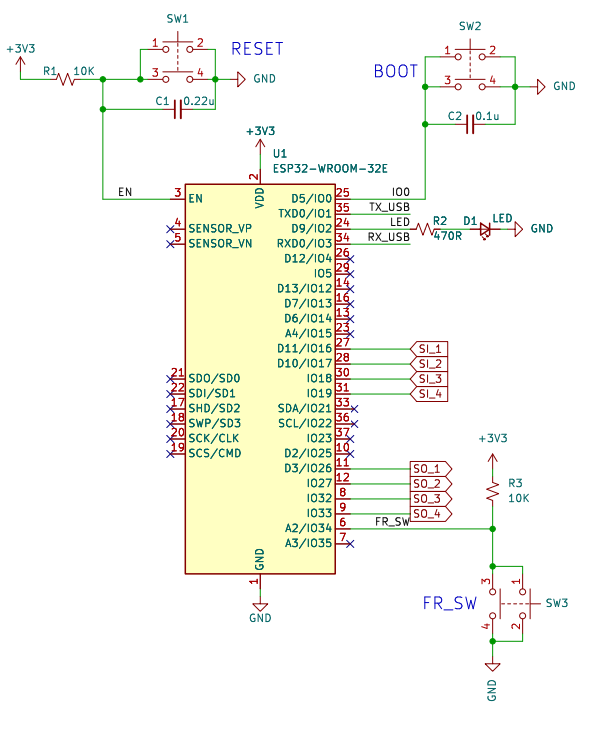 SW1
+3V3
1 2
RESET
R1 10K
3 4
GND
C1 0.22u
SW2
1 2
BOOT
3 4
GND
C2 0.1u
+3V3
U1
ESP32-WROOM-32E
2
VDD
EN 3 EN
D5/IO0 25 IO0
TXD0/IO1 35 TX_USB
4 SENSOR_VP
D9/IO2 24 LED
R2
470R
D1 LED
GND
5 SENSOR_VN
RXD0/IO3 34 RX_USB
D12/IO4 26
IO5 29
D13/IO12 14
D7/IO13 16
D6/IO14 13
A4/IO15 23
D11/IO16 27 SI_1
D10/IO17 28 SI_2
21 SDO/SD0
IO18 30 SI_3
22 SDI/SD1
IO19 31 SI_4
17 SHD/SD2
SDA/IO21 33
18 SWP/SD3
SCL/IO22 36
20 SCK/CLK
IO23 37
19 SCS/CMD
D2/IO25 10
D3/IO26 11 SO_1
IO27 12 SO_2
IO32 8 SO_3
IO33 9 SO_4
A2/IO34 6 FR_SW
A3/IO35 7
GND
1
GND
+3V3
R3
10K
3 1
FR_SW
SW3
4 2
GND